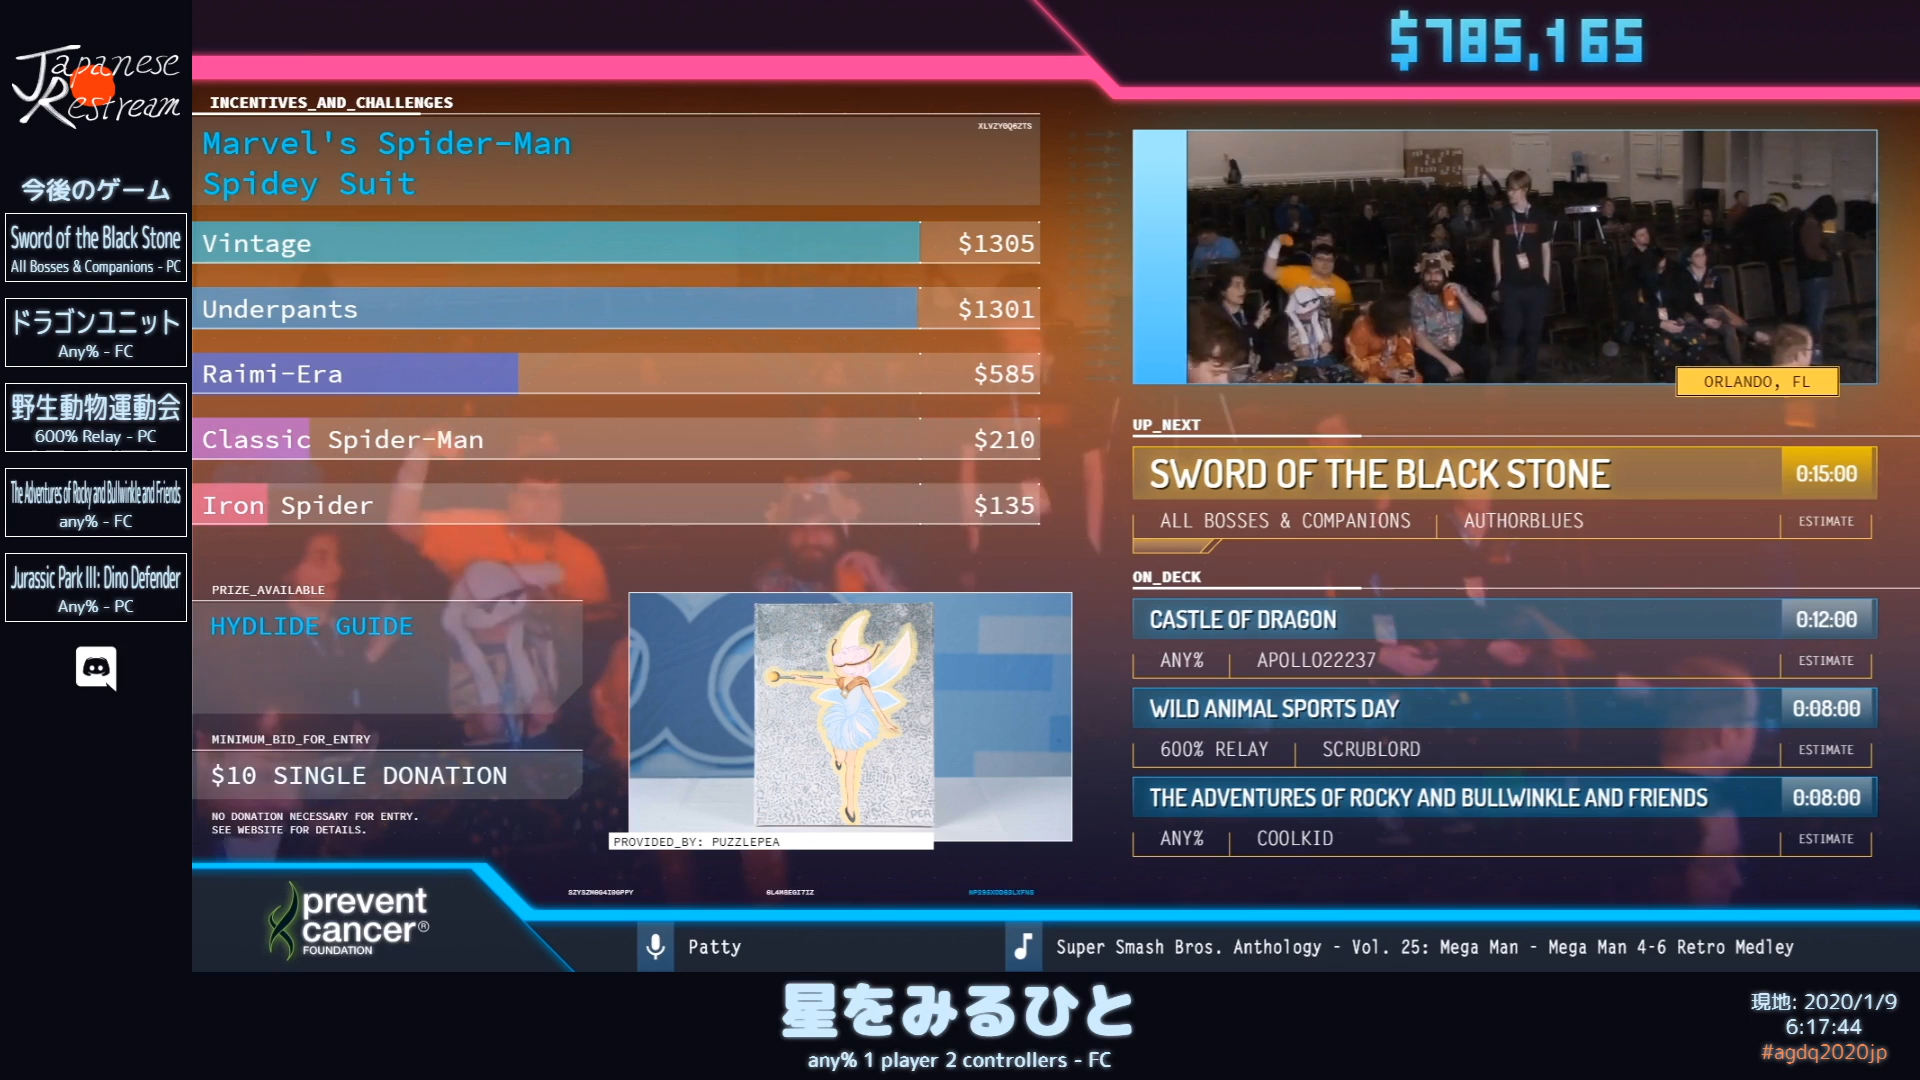 Japanese
Restream
今後のゲーム
Sword of the Black Stone
All Bosses & Companions - PC
ドラゴンユニット
Any% - FC
野生動物運動会
600% Relay - PC
The Adventures of Rocky and Bullwinkle and Friends
any% - FC
Jurassic Park III: Dino Defender
Any% - PC
$785,165
INCENTIVES_AND_CHALLENGES
Marvel's Spider-Man
Spidey Suit
Vintage $1305
Underpants $1301
Raimi-Era $585
Classic Spider-Man $210
Iron Spider $135
PRIZE_AVAILABLE
HYDLIDE GUIDE
MINIMUM_BID_FOR_ENTRY
$10 SINGLE DONATION
NO DONATION NECESSARY FOR ENTRY.
SEE WEBSITE FOR DETAILS.
PROVIDED_BY: PUZZLEPEA
ORLANDO, FL
UP_NEXT
SWORD OF THE BLACK STONE 0:15:00
ALL BOSSES & COMPANIONS AUTHORBLUES ESTIMATE
ON_DECK
CASTLE OF DRAGON 0:12:00
ANY% APOLLO22237 ESTIMATE
WILD ANIMAL SPORTS DAY 0:08:00
600% RELAY SCRUBLORD ESTIMATE
THE ADVENTURES OF ROCKY AND BULLWINKLE AND FRIENDS 0:08:00
ANY% COOLKID ESTIMATE
prevent
cancer®
FOUNDATION
Patty
Super Smash Bros. Anthology - Vol. 25: Mega Man - Mega Man 4-6 Retro Medley
星をみるひと
any% 1 player 2 controllers - FC
現地: 2020/1/9
6:17:44
#agdq2020jp